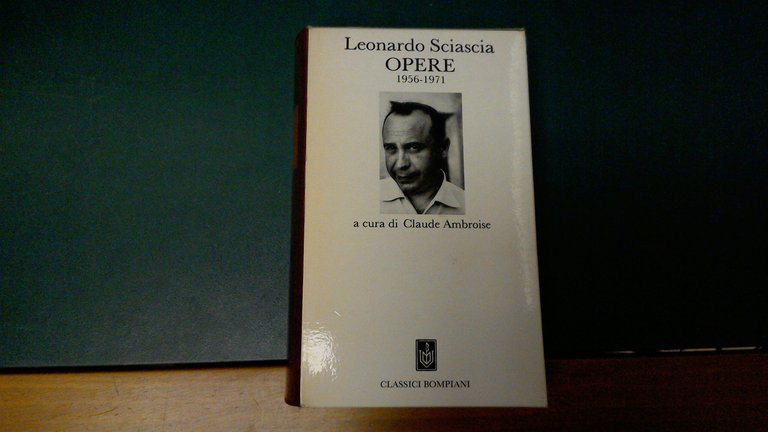 Leonardo Sciascia
OPERE
1956-1971
a cura di Claude Ambroise
CLASSICI BOMPIANI